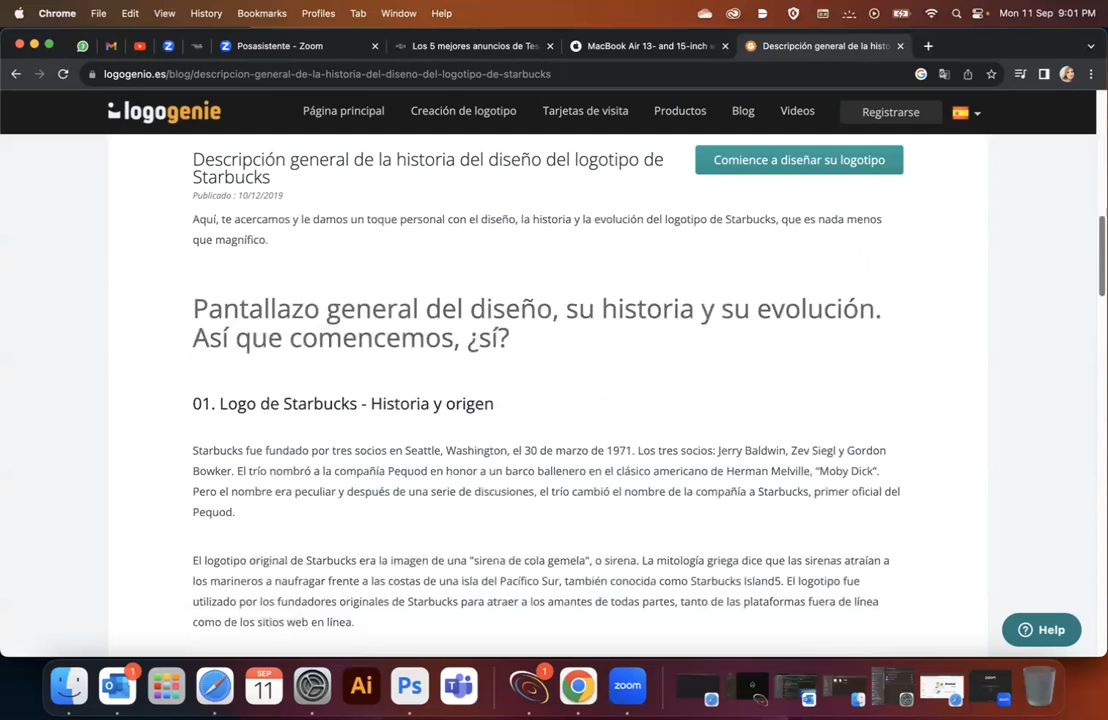 Chrome File Edit View History Bookmarks Profiles Tab Window Help Mon 11 Sep 9:01 PM
Posasistente - Zoom Los 5 mejores anuncios de Tes MacBook Air 13- and 15-inch w Descripción general de la histo
logogenio.es/blog/descripcion-general-de-la-historia-del-diseno-del-logotipo-de-starbucks
logogenie Página principal Creación de logotipo Tarjetas de visita Productos Blog Videos Registrarse
Descripción general de la historia del diseño del logotipo de
Starbucks
Comience a diseñar su logotipo
Publicado : 10/12/2019
Aquí, te acercamos y le damos un toque personal con el diseño, la historia y la evolución del logotipo de Starbucks, que es nada menos
que magnífico.
Pantallazo general del diseño, su historia y su evolución.
Así que comencemos, ¿sí?
01. Logo de Starbucks - Historia y origen
Starbucks fue fundado por tres socios en Seattle, Washington, el 30 de marzo de 1971. Los tres socios: Jerry Baldwin, Zev Siegl y Gordon
Bowker. El trío nombró a la compañía Pequod en honor a un barco ballenero en el clásico americano de Herman Melville, “Moby Dick”.
Pero el nombre era peculiar y después de una serie de discusiones, el trío cambió el nombre de la compañía a Starbucks, primer oficial del
Pequod.
El logotipo original de Starbucks era la imagen de una "sirena de cola gemela", o sirena. La mitología griega dice que las sirenas atraían a
los marineros a naufragar frente a las costas de una isla del Pacífico Sur, también conocida como Starbucks Island5. El logotipo fue
utilizado por los fundadores originales de Starbucks para atraer a los amantes de todas partes, tanto de las plataformas fuera de línea
como de los sitios web en línea.
Help
1
SEP
11
Ai
Ps
1
zoom